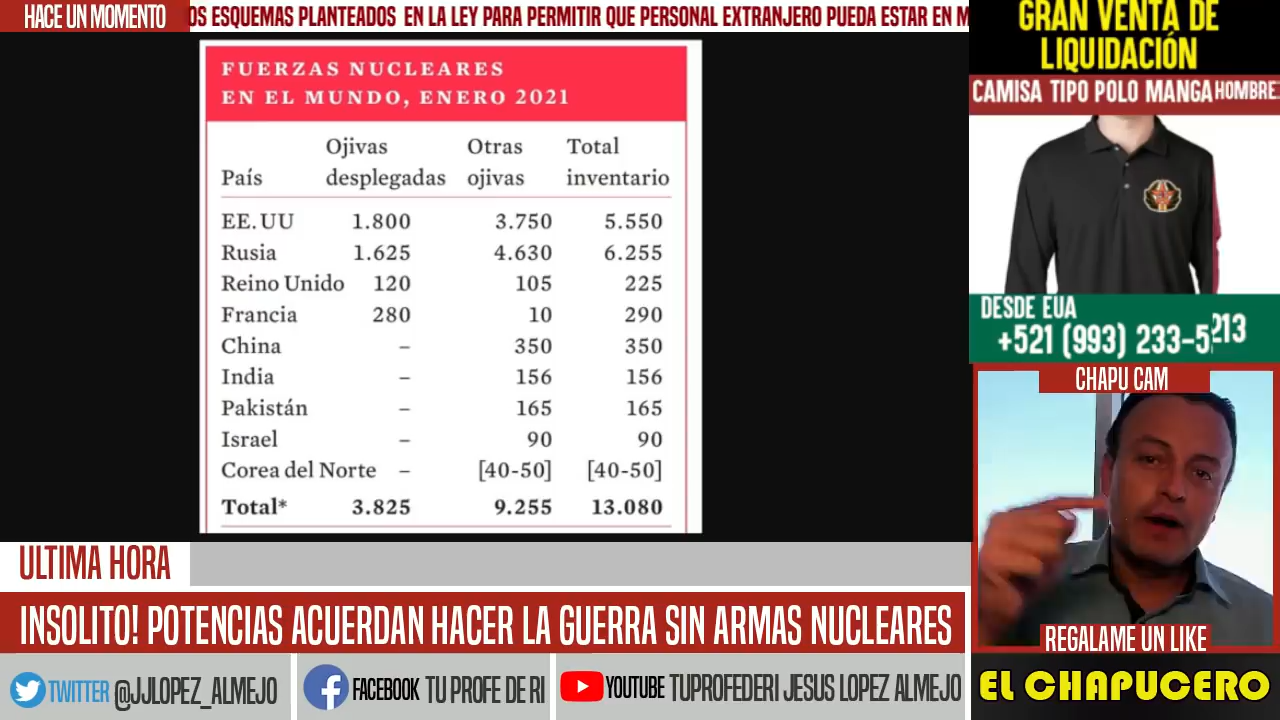 HACE UN MOMENTO
OS ESQUEMAS PLANTEADOS EN LA LEY PARA PERMITIR QUE PERSONAL EXTRANJERO PUEDA ESTAR EN M
GRAN VENTA DE
LIQUIDACIÓN
CAMISA TIPO POLO MANGA HOMBRE.
FUERZAS NUCLEARES
EN EL MUNDO, ENERO 2021
Ojivas Otras Total
País desplegadas ojivas inventario
EE.UU 1.800 3.750 5.550
Rusia 1.625 4.630 6.255
Reino Unido 120 105 225
Francia 280 10 290
China – 350 350
India – 156 156
Pakistán – 165 165
Israel – 90 90
Corea del Norte – [40-50] [40-50]
Total* 3.825 9.255 13.080
DESDE EUA
+521 (993) 233-5213
CHAPU CAM
REGALAME UN LIKE
EL CHAPUCERO
ULTIMA HORA
INSOLITO! POTENCIAS ACUERDAN HACER LA GUERRA SIN ARMAS NUCLEARES
TWITTER @JJLOPEZ_ALMEJO
FACEBOOK TU PROFE DE RI
YOUTUBE TUPROFEDERI JESUS LOPEZ ALMEJO